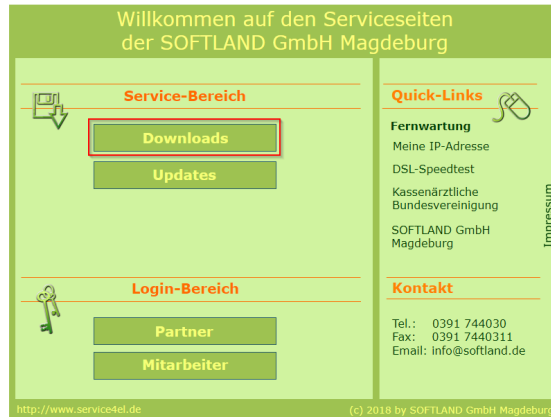 Willkommen auf den Serviceseiten
der SOFTLAND GmbH Magdeburg
Service-Bereich
Downloads
Updates
Login-Bereich
Partner
Mitarbeiter
Quick-Links
Fernwartung
Meine IP-Adresse
DSL-Speedtest
Kassenärztliche
Bundesvereinigung
SOFTLAND GmbH
Magdeburg
Kontakt
Tel.: 0391 744030
Fax: 0391 7440311
Email: info@softland.de
Impressum
http://www.service4el.de
(c) 2018 by SOFTLAND GmbH Magdeburg